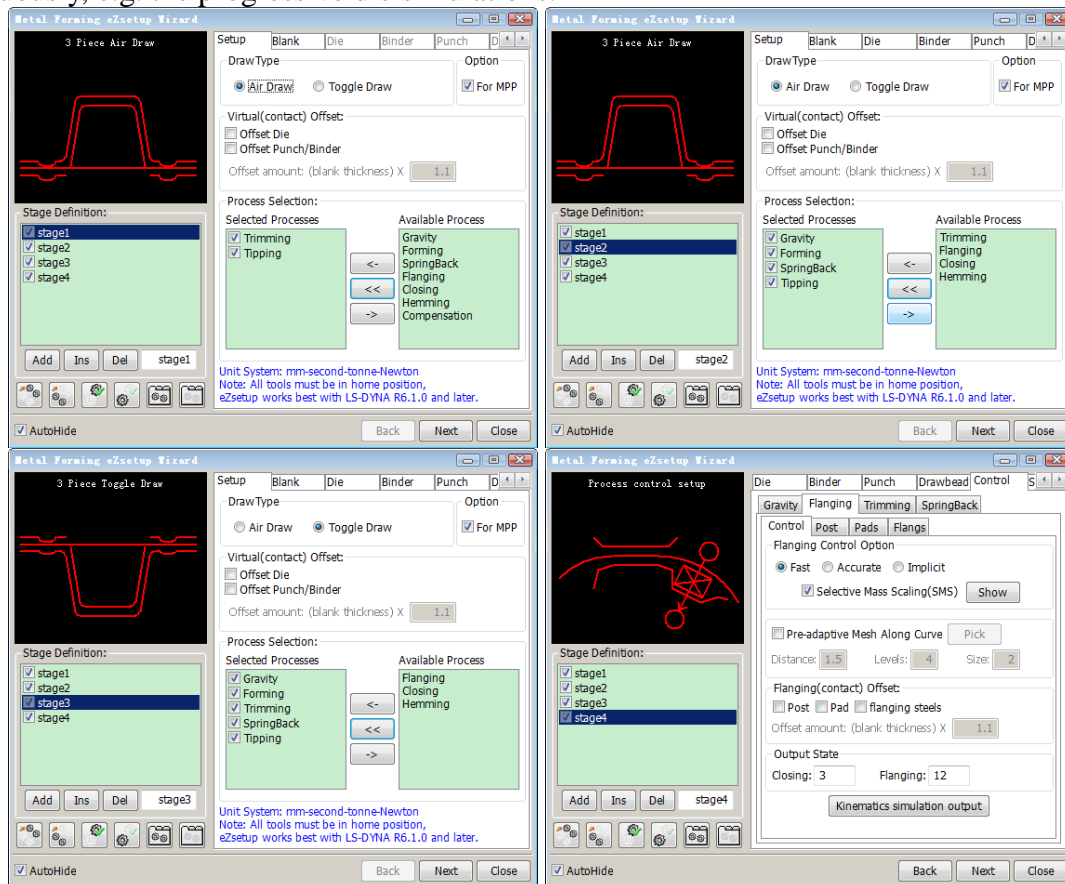 Metal Forming eZsetup Wizard
3 Piece Air Draw
Setup Blank Die Binder Punch D
DrawType
Air Draw Toggle Draw
Option
For MPP
Virtual(contact) Offset:
Offset Die
Offset Punch/Binder
Offset amount: (blank thickness) X 1.1
Stage Definition:
stage1
stage2
stage3
stage4
Add Ins Del stage1
Process Selection:
Selected Processes
Trimming
Tipping
<-
<<
->
Available Process
Gravity
Forming
SpringBack
Flanging
Closing
Hemming
Compensation
Unit System: mm-second-tonne-Newton
Note: All tools must be in home position,
eZsetup works best with LS-DYNA R6.1.0 and later.
AutoHide Back Next Close
Metal Forming eZsetup Wizard
3 Piece Air Draw
Setup Blank Die Binder Punch D
DrawType
Air Draw Toggle Draw
Option
For MPP
Virtual(contact) Offset:
Offset Die
Offset Punch/Binder
Offset amount: (blank thickness) X 1.1
Stage Definition:
stage1
stage2
stage3
stage4
Add Ins Del stage2
Process Selection:
Selected Processes
Gravity
Forming
SpringBack
Tipping
<-
<<
->
Available Process
Trimming
Flanging
Closing
Hemming
Unit System: mm-second-tonne-Newton
Note: All tools must be in home position,
eZsetup works best with LS-DYNA R6.1.0 and later.
AutoHide Back Next Close
Metal Forming eZsetup Wizard
3 Piece Toggle Draw
Setup Blank Die Binder Punch D
DrawType
Air Draw Toggle Draw
Option
For MPP
Virtual(contact) Offset:
Offset Die
Offset Punch/Binder
Offset amount: (blank thickness) X 1.1
Stage Definition:
stage1
stage2
stage3
stage4
Add Ins Del stage3
Process Selection:
Selected Processes
Gravity
Forming
Trimming
SpringBack
Tipping
<-
<<
->
Available Process
Flanging
Closing
Hemming
Unit System: mm-second-tonne-Newton
Note: All tools must be in home position,
eZsetup works best with LS-DYNA R6.1.0 and later.
AutoHide Back Next Close
Metal Forming eZsetup Wizard
Process control setup
Die Binder Punch Drawbead Control S
Gravity Flanging Trimming SpringBack
Control Post Pads Flangs
Flanging Control Option
Fast Accurate Implicit
Selective Mass Scaling(SMS) Show
Pre-adaptive Mesh Along Curve Pick
Distance: 1.5 Levels: 4 Size: 2
Stage Definition:
stage1
stage2
stage3
stage4
Add Ins Del stage4
Flanging(contact) Offset:
Post Pad flanging steels
Offset amount: (blank thickness) X 1.1
Output State
Closing: 3 Flanging: 12
Kinematics simulation output
AutoHide Back Next Close